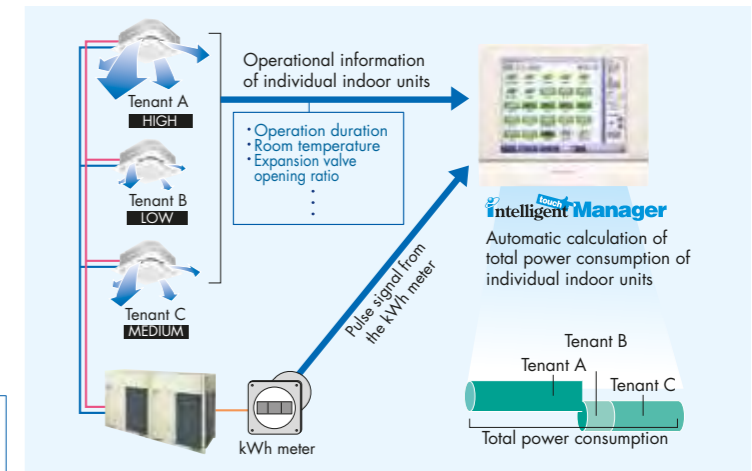 Operational information
of individual indoor units
Tenant A
HIGH
・Operation duration
・Room temperature
・Expansion valve
opening ratio
Tenant B
LOW
Tenant C
MEDIUM
Pulse signal from
the kWh meter
kWh meter
intelligent touch Manager
Automatic calculation of
total power consumption of
individual indoor units
Tenant B
Tenant A
Tenant C
Total power consumption